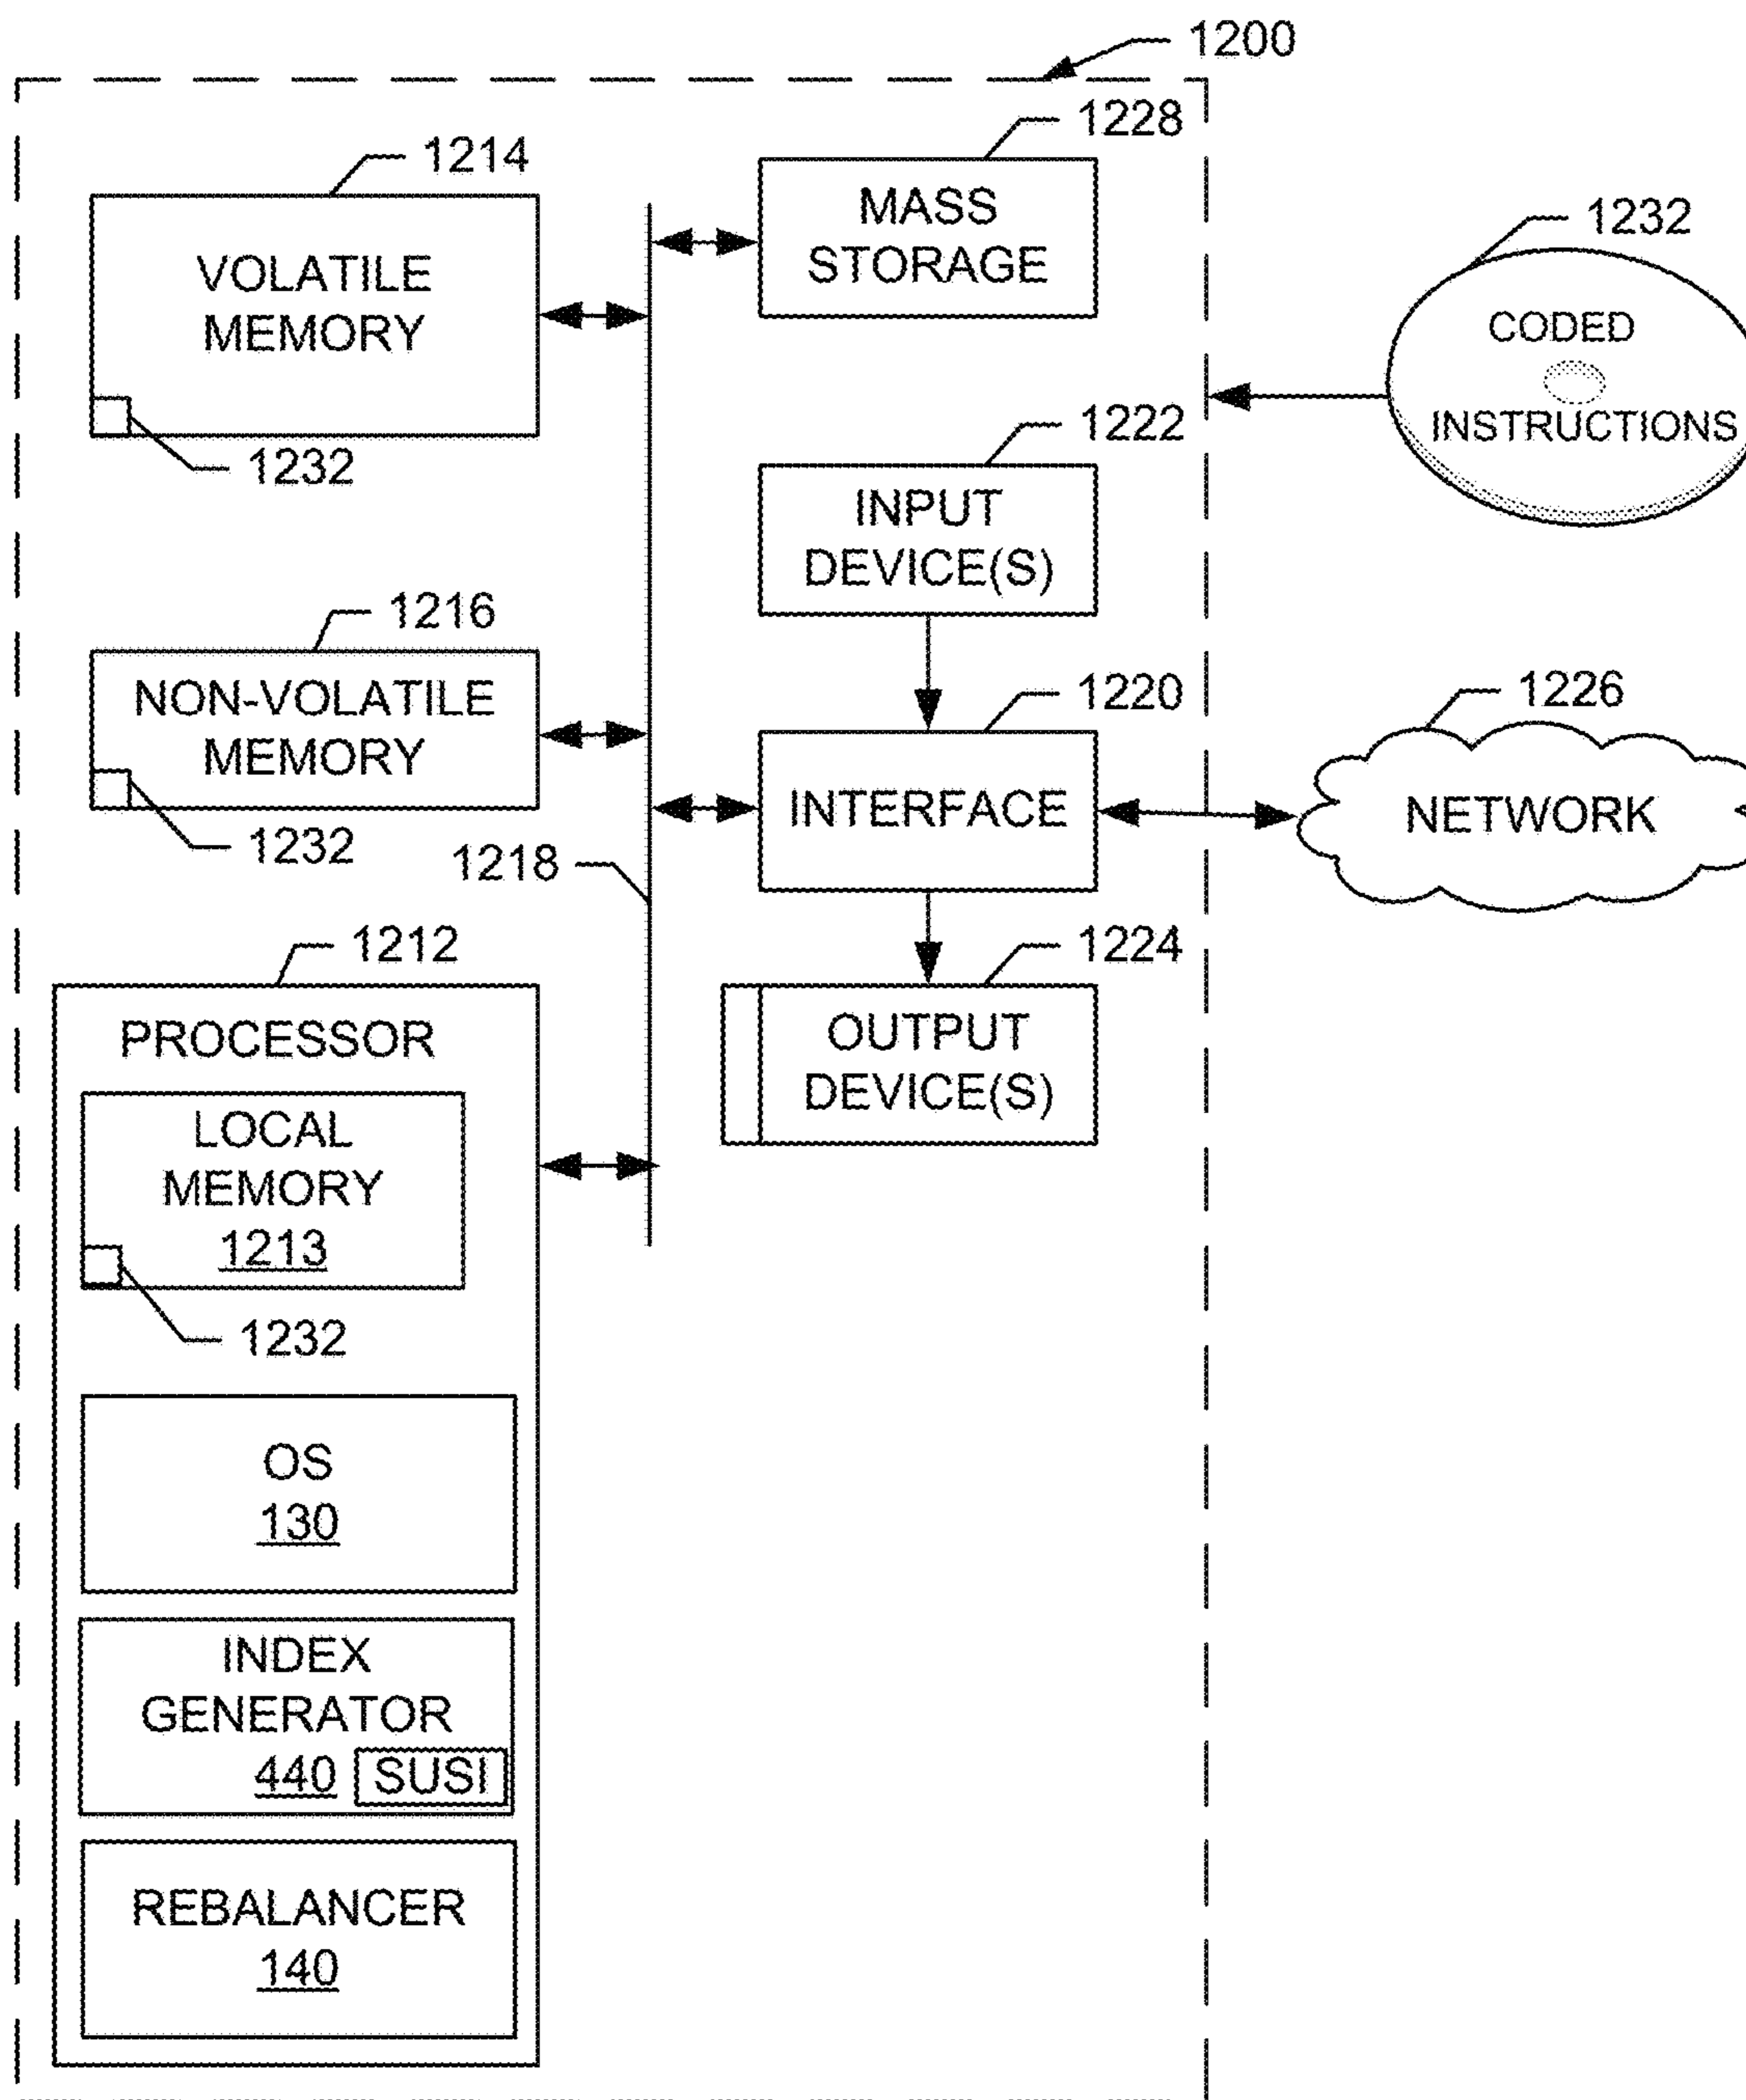 1200
1228
1214
MASS
STORAGE
VOLATILE
MEMORY
1232
CODED
INSTRUCTIONS
1232
1222
INPUT
DEVICE(S)
1216
NON-VOLATILE
MEMORY
1232
1220
INTERFACE
1226
NETWORK
1218
1212
PROCESSOR
LOCAL
MEMORY
1213
1232
1224
OUTPUT
DEVICE(S)
OS
130
INDEX
GENERATOR
440 SUSI
REBALANCER
140